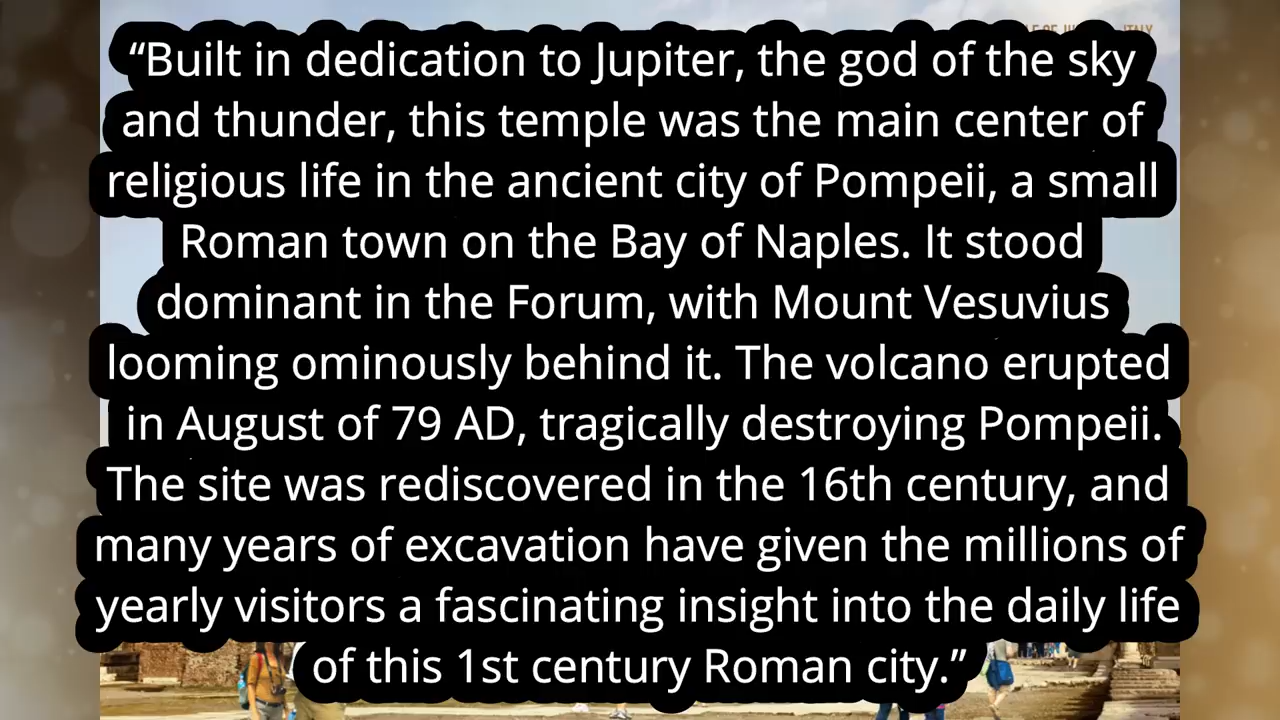 “Built in dedication to Jupiter, the god of the sky
and thunder, this temple was the main center of
religious life in the ancient city of Pompeii, a small
Roman town on the Bay of Naples. It stood
dominant in the Forum, with Mount Vesuvius
looming ominously behind it. The volcano erupted
in August of 79 AD, tragically destroying Pompeii.
The site was rediscovered in the 16th century, and
many years of excavation have given the millions of
yearly visitors a fascinating insight into the daily life
of this 1st century Roman city.”